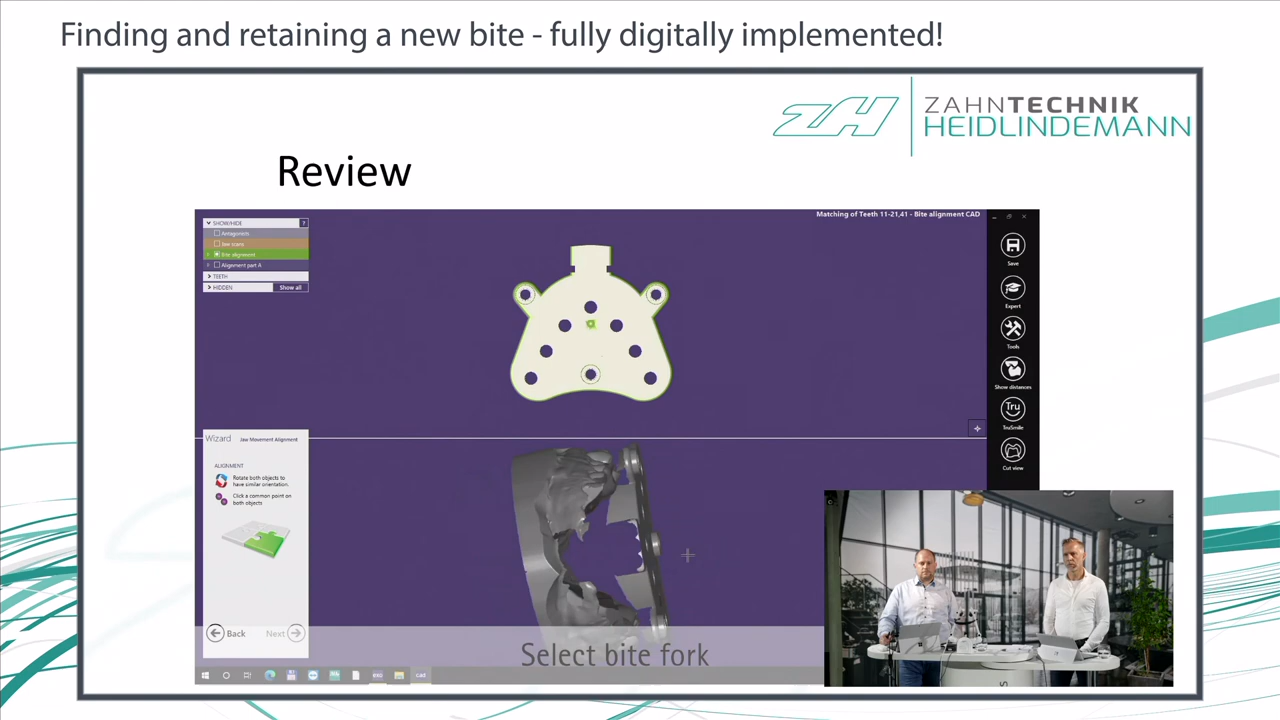 Finding and retaining a new bite - fully digitally implemented!
ZH
ZAHNTECHNIK
HEIDLINDEMANN
Review
Matching of Teeth 11-21,41 - Bite alignment CAD
SHOW/HIDE
?
Antagonists
Jaw scans
Bite alignment
Alignment part A
TEETH
HIDDEN
Show all
Save
Expert
Tools
Show distances
Tru
TruSmile
Cut view
Wizard
Jaw Movement Alignment
ALIGNMENT
Rotate both objects to
have similar orientation.
Click a common point on
both objects
Back
Next
Select bite fork
cad